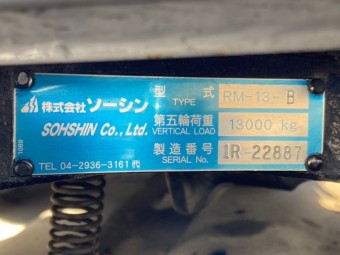 型式 TYPE RM-13-B
株式会社ソーシン
SOHSHIN Co., Ltd.
第五輪荷重 VERTICAL LOAD 13000 kg
製造番号 SERIAL No. 1R-22887
TEL 04-2936-3161 代